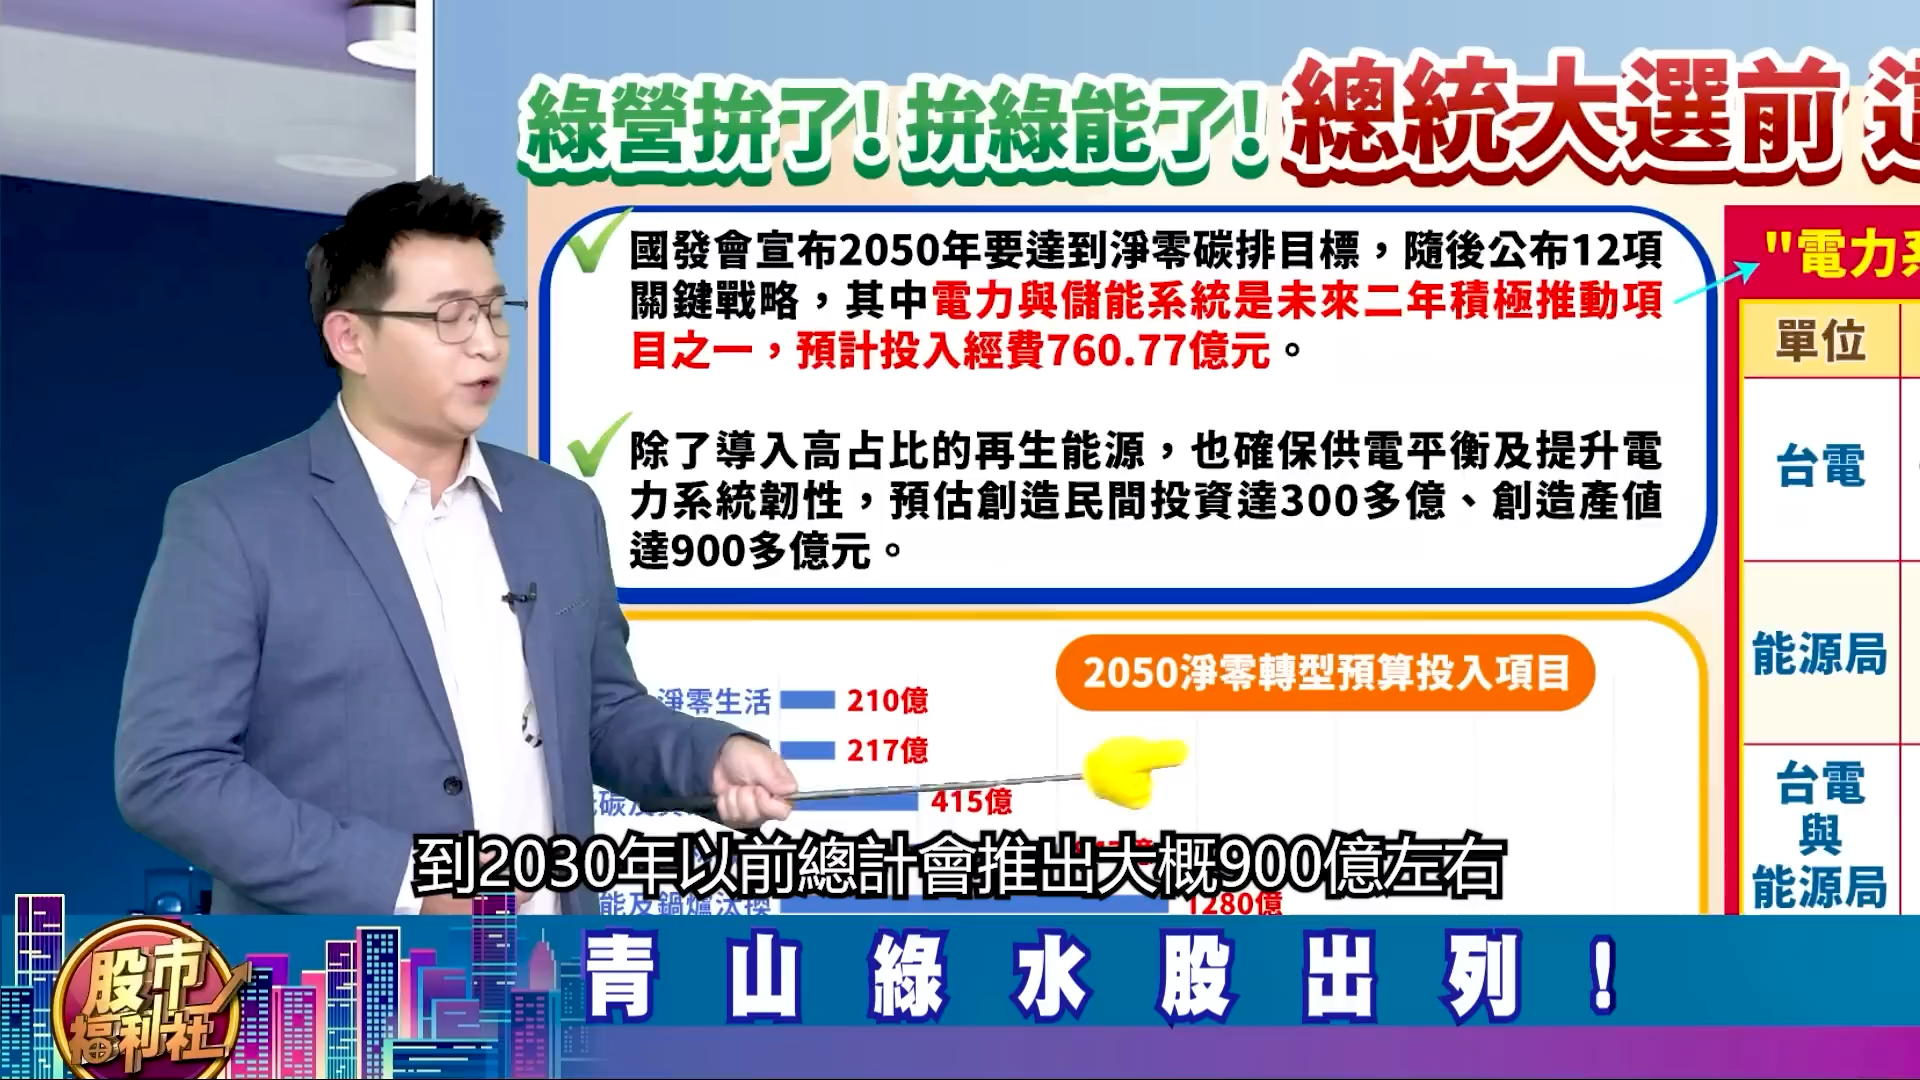 綠營拚了!拚綠能了!總統大選前
國發會宣布2050年要達到淨零碳排目標，隨後公布12項
關鍵戰略，其中電力與儲能系統是未來二年積極推動項
目之一，預計投入經費760.77億元。
除了導入高占比的再生能源，也確保供電平衡及提升電
力系統韌性，預估創造民間投資達300多億、創造產值
達900多億元。
"電力系
單位
台電
能源局
台電
與
能源局
2050淨零轉型預算投入項目
淨零生活 210億
217億
415億
1280億
到2030年以前總計會推出大概900億左右
青山綠水股出列!
股市
福利社